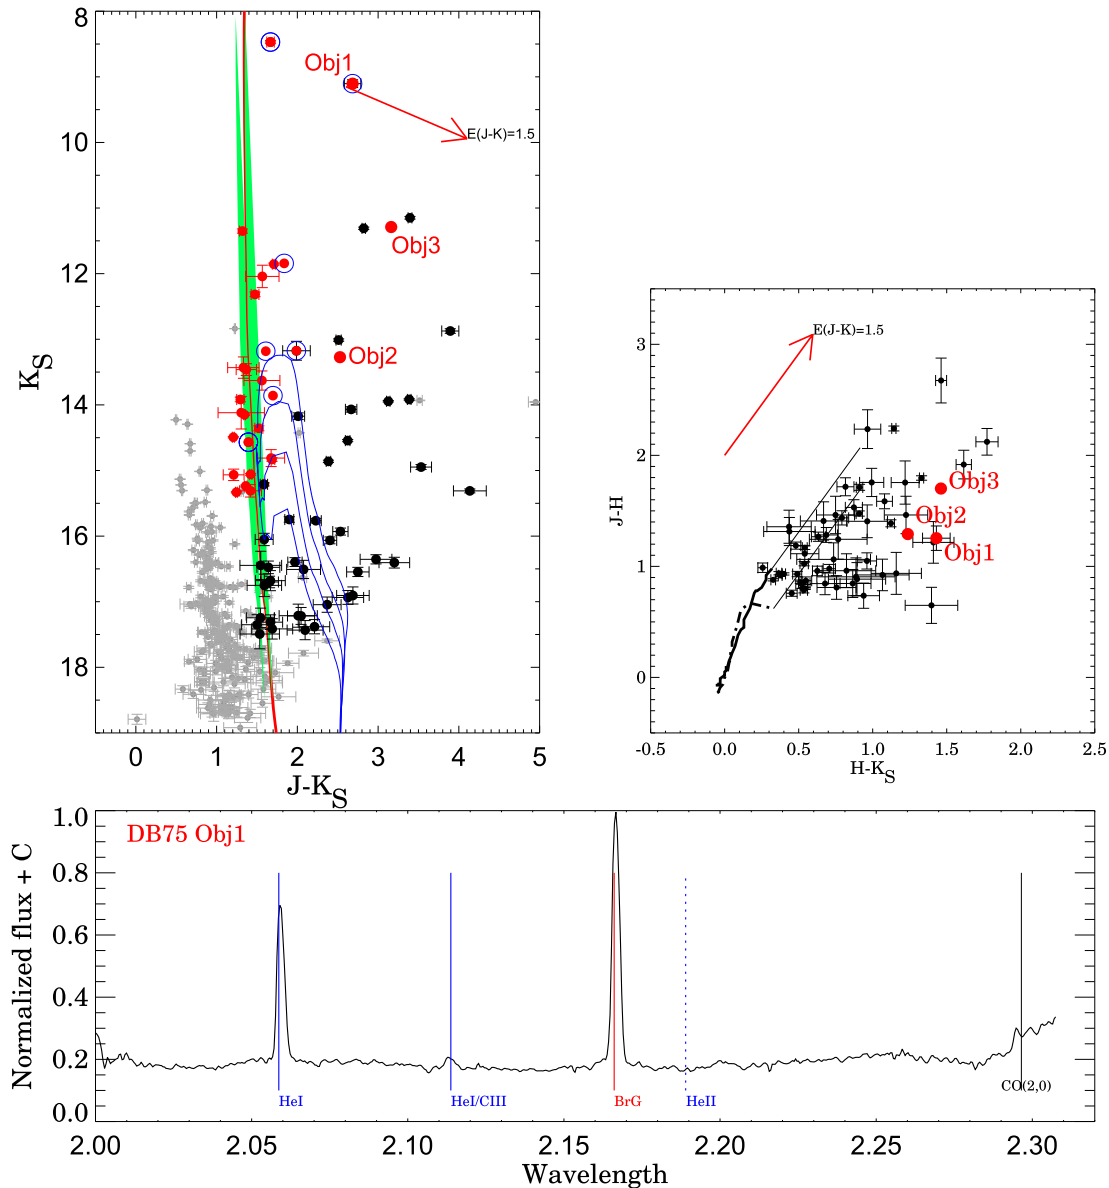 8
10
12
14
16
18
K_S
Obj1
E(J-K)=1.5
Obj3
Obj2
0 1 2 3 4 5
J-K_S
3
2
1
0
J-H
E(J-K)=1.5
Obj3
Obj2
Obj1
-0.5 0.0 0.5 1.0 1.5 2.0 2.5
H-K_S
1.0
0.8
0.6
0.4
0.2
0.0
Normalized flux + C
DB75 Obj1
HeI
HeI/CIII
BrG
HeII
CO(2,0)
2.00 2.05 2.10 2.15 2.20 2.25 2.30
Wavelength